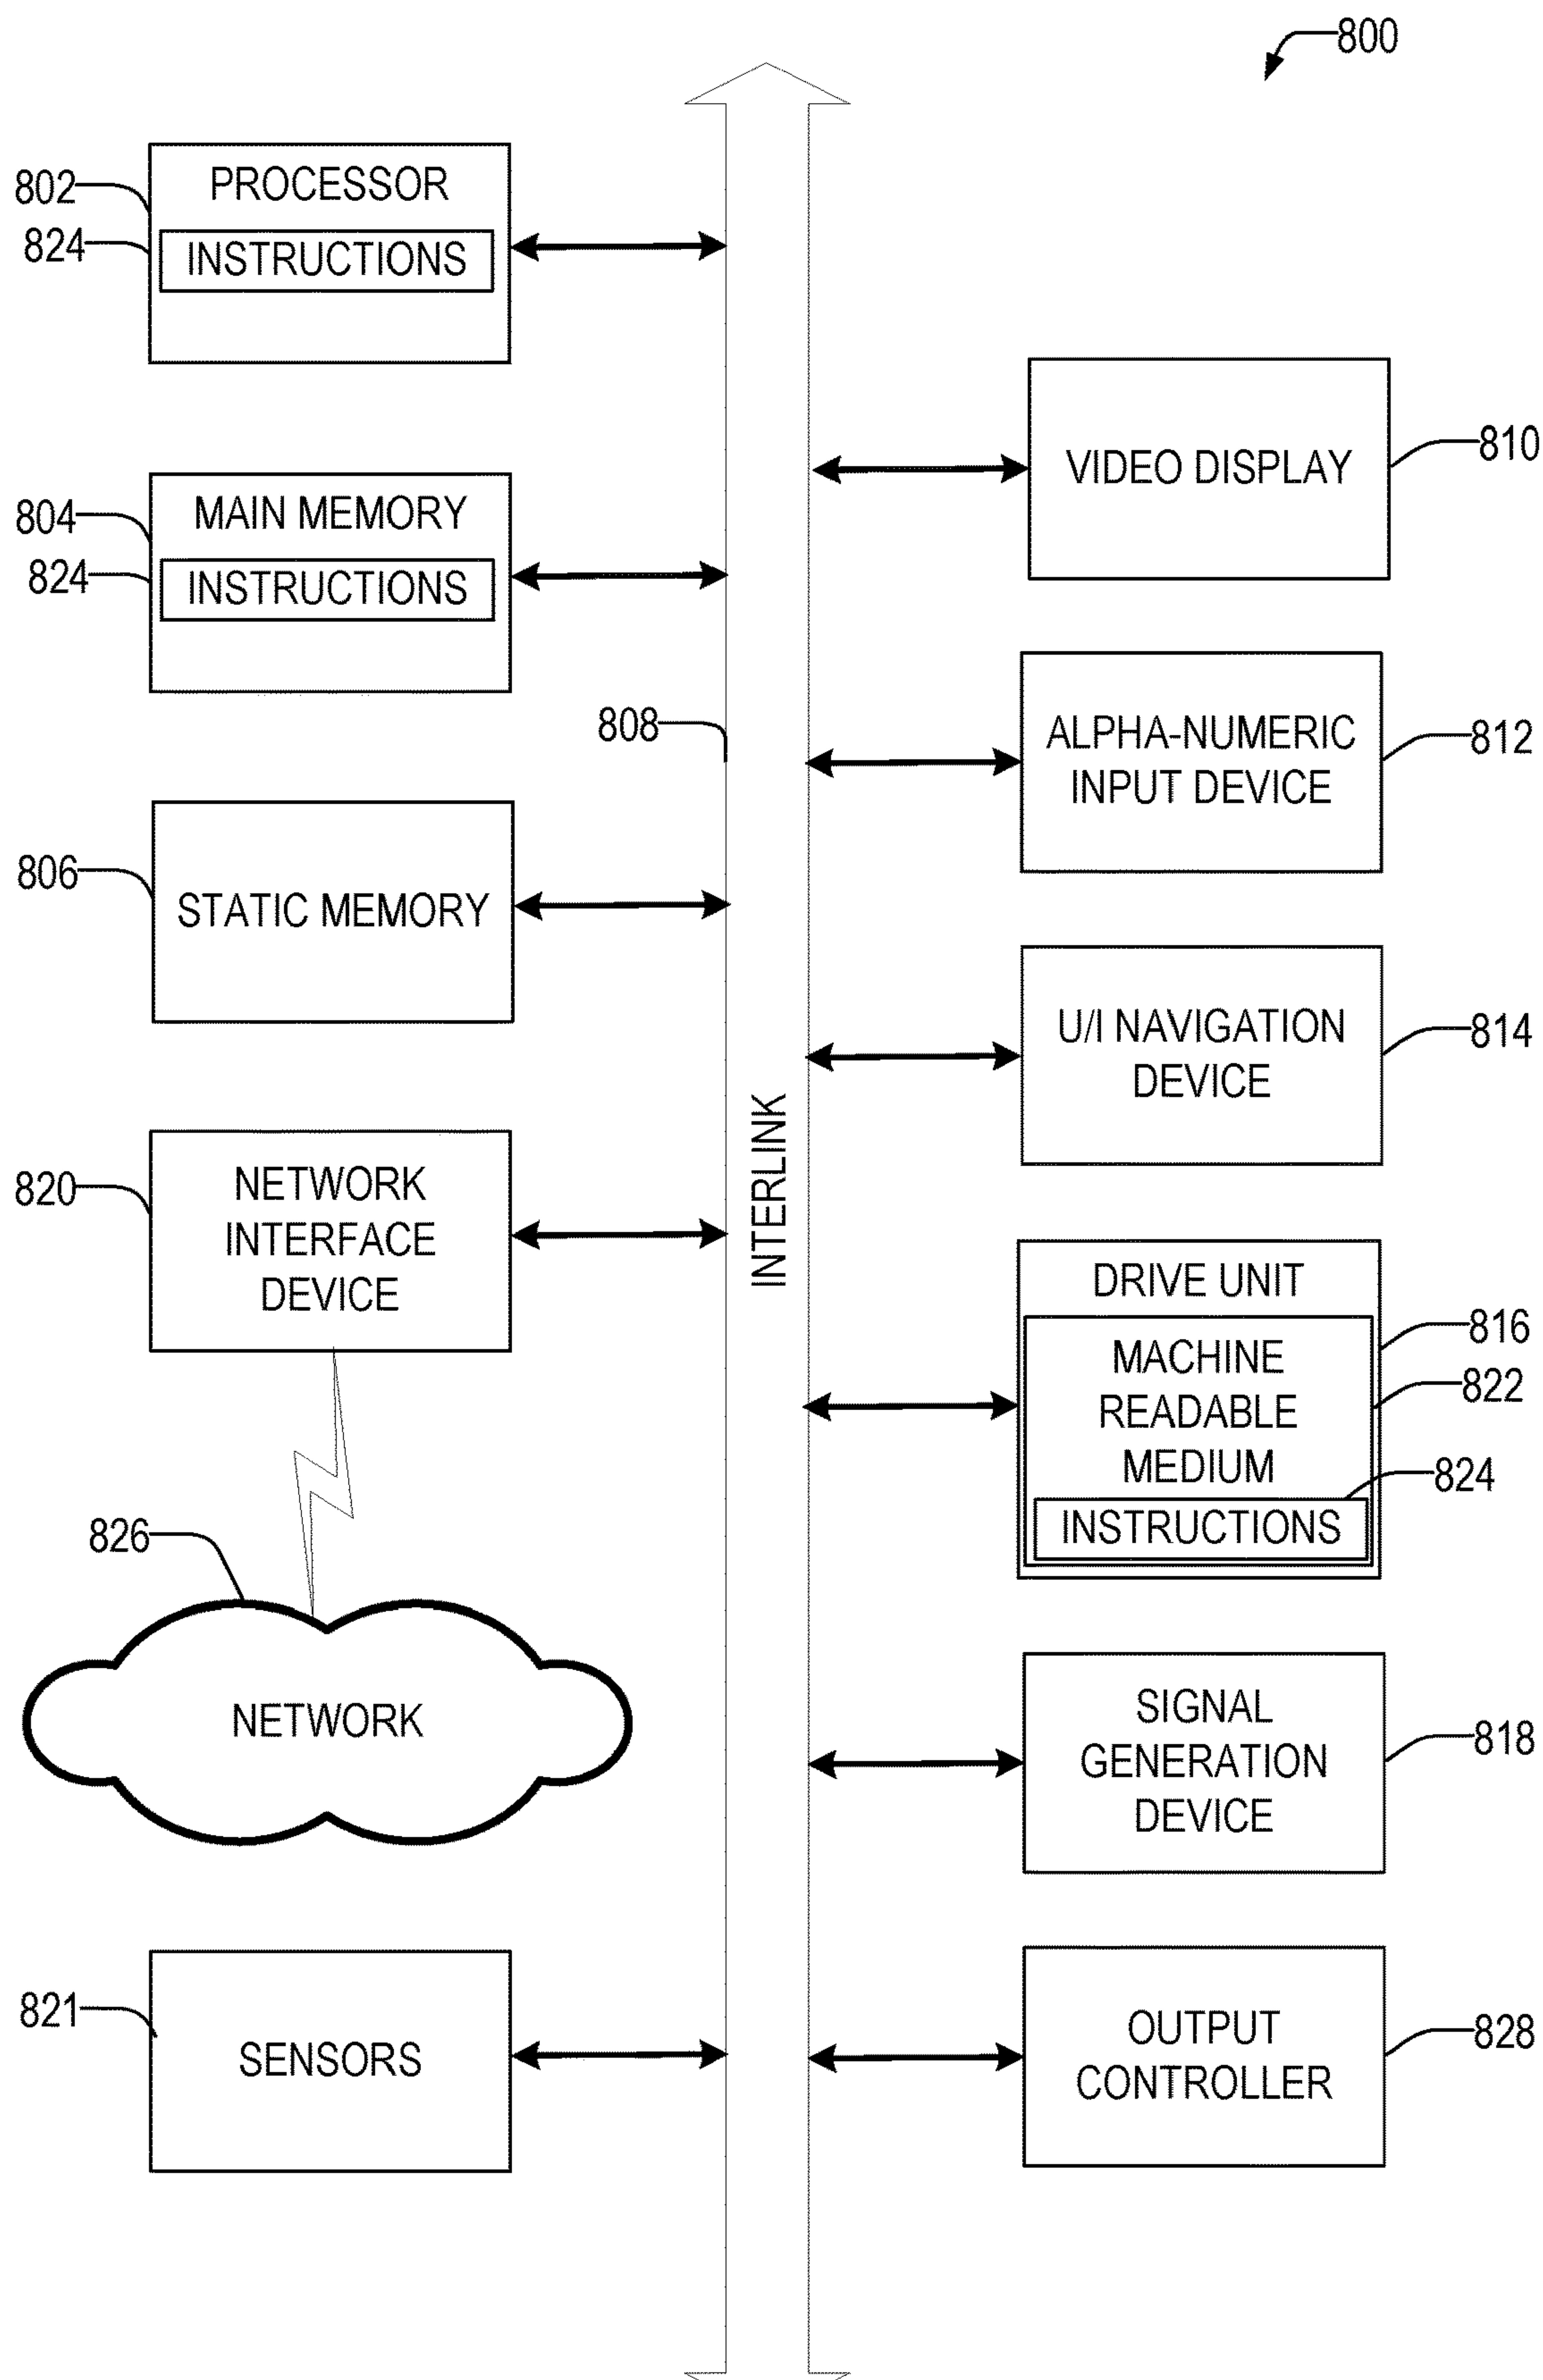 800
802
PROCESSOR
824
INSTRUCTIONS
804
MAIN MEMORY
824
INSTRUCTIONS
808
806
STATIC MEMORY
820
NETWORK
INTERFACE
DEVICE
826
NETWORK
821
SENSORS
INTERLINK
VIDEO DISPLAY
810
ALPHA-NUMERIC
INPUT DEVICE
812
U/I NAVIGATION
DEVICE
814
DRIVE UNIT
816
MACHINE
READABLE
MEDIUM
822
824
INSTRUCTIONS
SIGNAL
GENERATION
DEVICE
818
OUTPUT
CONTROLLER
828